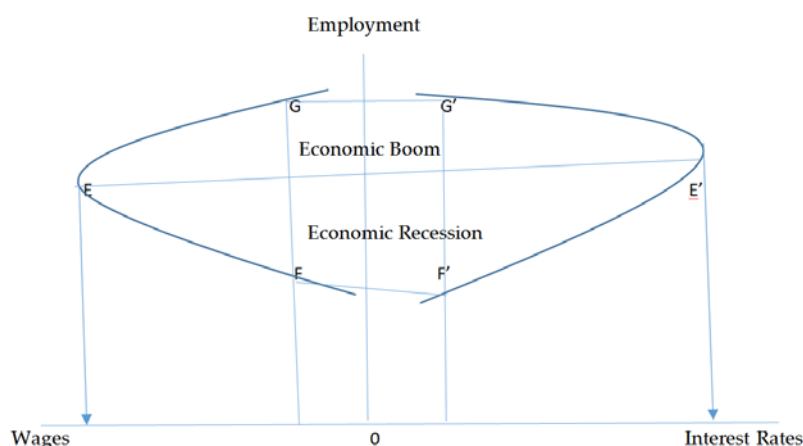 Employment
G G′
Economic Boom
E E′
Economic Recession
F F′
Wages 0 Interest Rates